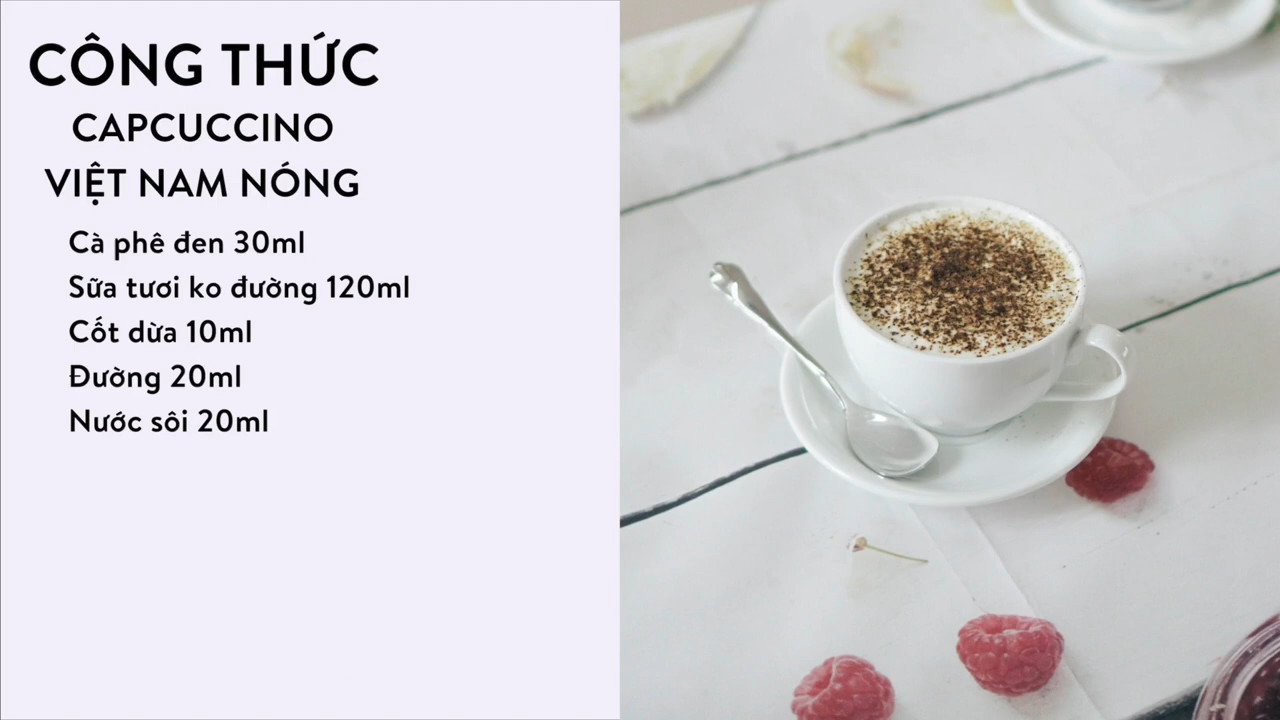 CÔNG THỨC
CAPCUCCINO
VIỆT NAM NÓNG
Cà phê đen 30ml
Sữa tươi ko đường 120ml
Cốt dừa 10ml
Đường 20ml
Nước sôi 20ml